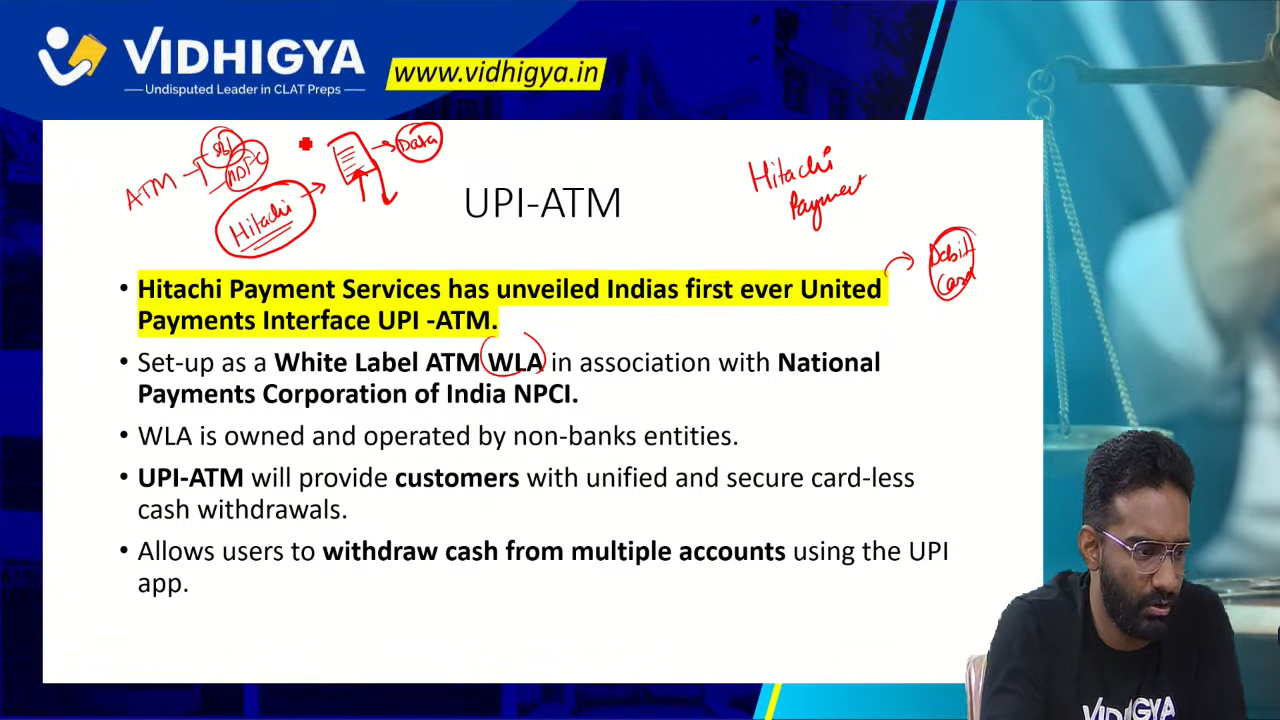 VIDHIGYA
Undisputed Leader in CLAT Preps
www.vidhigya.in
ATM
SBI
HDFC
Hitachi
Data
UPI-ATM
Hitachi
Payment
Debit
Card
• Hitachi Payment Services has unveiled Indias first ever United
Payments Interface UPI -ATM.
• Set-up as a White Label ATM WLA in association with National
Payments Corporation of India NPCI.
• WLA is owned and operated by non-banks entities.
• UPI-ATM will provide customers with unified and secure card-less
cash withdrawals.
• Allows users to withdraw cash from multiple accounts using the UPI
app.
VIDHIGYA